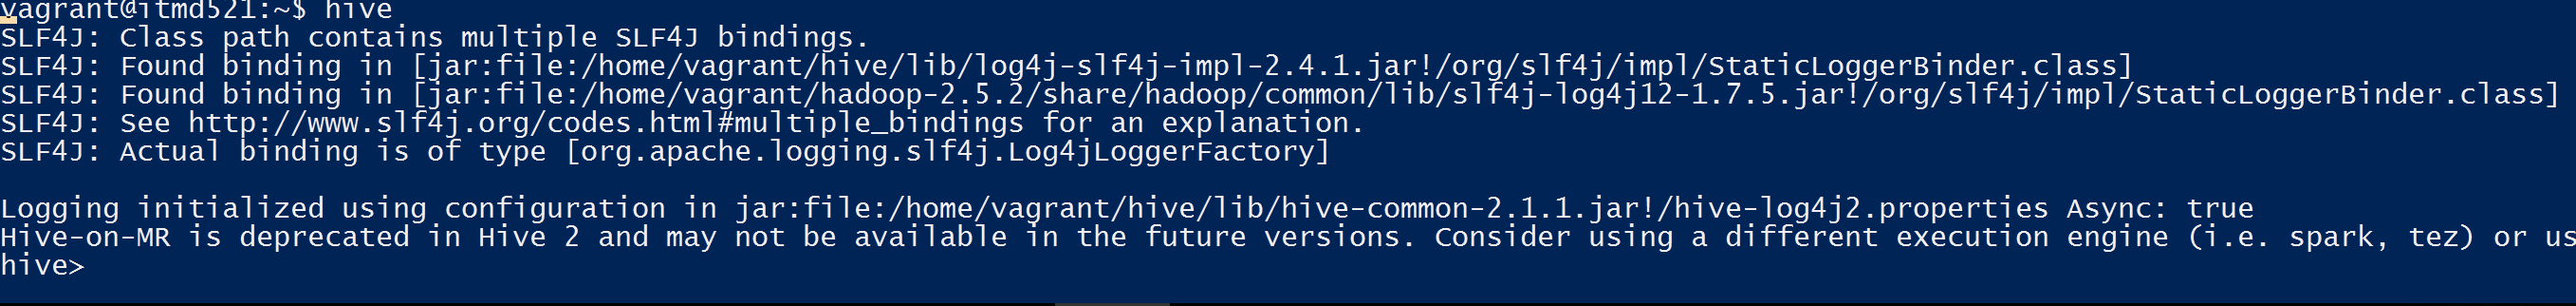 vagrant@itmd521:~$ hive
SLF4J: Class path contains multiple SLF4J bindings.
SLF4J: Found binding in [jar:file:/home/vagrant/hive/lib/log4j-slf4j-impl-2.4.1.jar!/org/slf4j/impl/StaticLoggerBinder.class]
SLF4J: Found binding in [jar:file:/home/vagrant/hadoop-2.5.2/share/hadoop/common/lib/slf4j-log4j12-1.7.5.jar!/org/slf4j/impl/StaticLoggerBinder.class]
SLF4J: See http://www.slf4j.org/codes.html#multiple_bindings for an explanation.
SLF4J: Actual binding is of type [org.apache.logging.slf4j.Log4jLoggerFactory]

Logging initialized using configuration in jar:file:/home/vagrant/hive/lib/hive-common-2.1.1.jar!/hive-log4j2.properties Async: true
Hive-on-MR is deprecated in Hive 2 and may not be available in the future versions. Consider using a different execution engine (i.e. spark, tez) or us
hive>